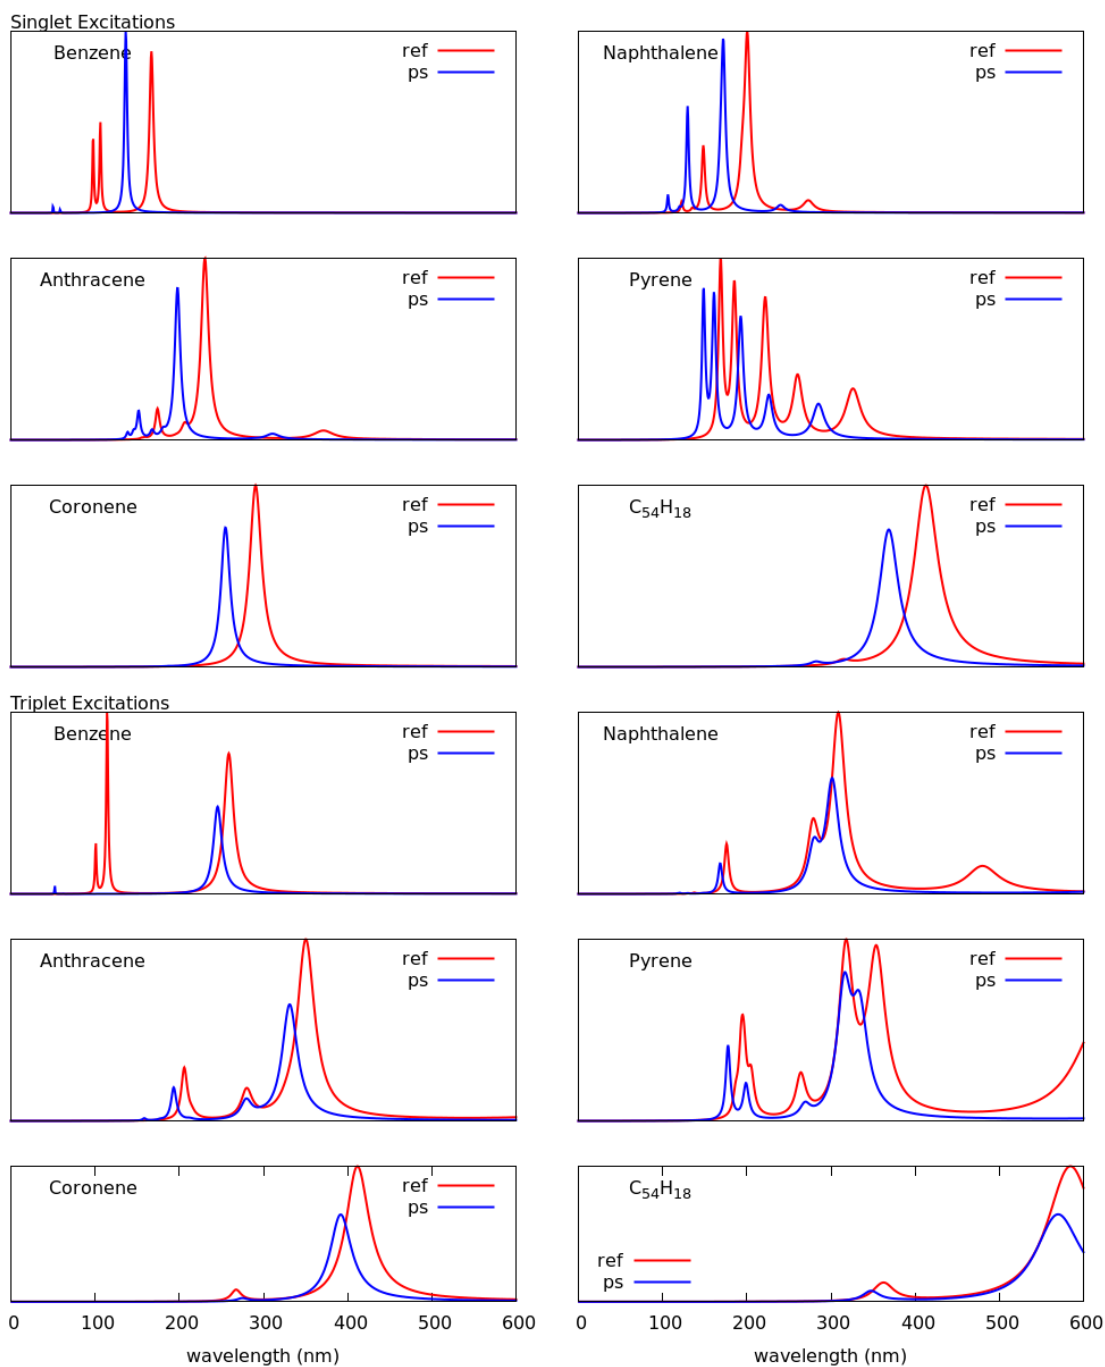 Singlet Excitations
Benzene
ref
ps
Naphthalene
ref
ps
Anthracene
ref
ps
Pyrene
ref
ps
Coronene
ref
ps
C₅₄H₁₈
ref
ps
Triplet Excitations
Benzene
ref
ps
Naphthalene
ref
ps
Anthracene
ref
ps
Pyrene
ref
ps
Coronene
ref
ps
0 100 200 300 400 500 600
wavelength (nm)
C₅₄H₁₈
ref
ps
0 100 200 300 400 500 600
wavelength (nm)